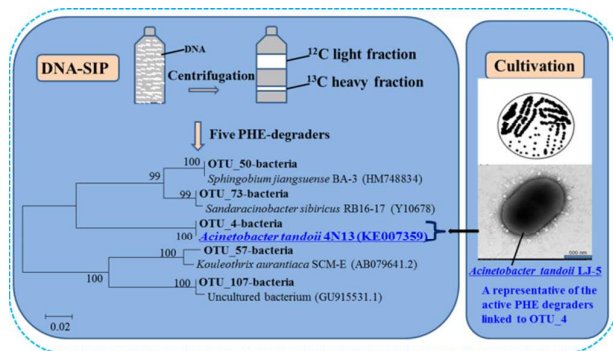 DNA-SIP
DNA
Centrifugation
12C light fraction
13C heavy fraction
Five PHE-degraders
100
OTU_50-bacteria
99
Sphingobium jiangsuense BA-3 (HM748834)
OTU_73-bacteria
99
Sandaracinobacter sibiricus RB16-17 (Y10678)
OTU_4-bacteria
100
Acinetobacter tandoii 4N13 (KE007359)
100
OTU_57-bacteria
Kouleothrix aurantiaca SCM-E (AB079641.2)
100
100
OTU_107-bacteria
Uncultured bacterium (GU915531.1)
0.02
Cultivation
500 nm
Acinetobacter tandoii LJ-5
A representative of the
active PHE degraders
linked to OTU_4